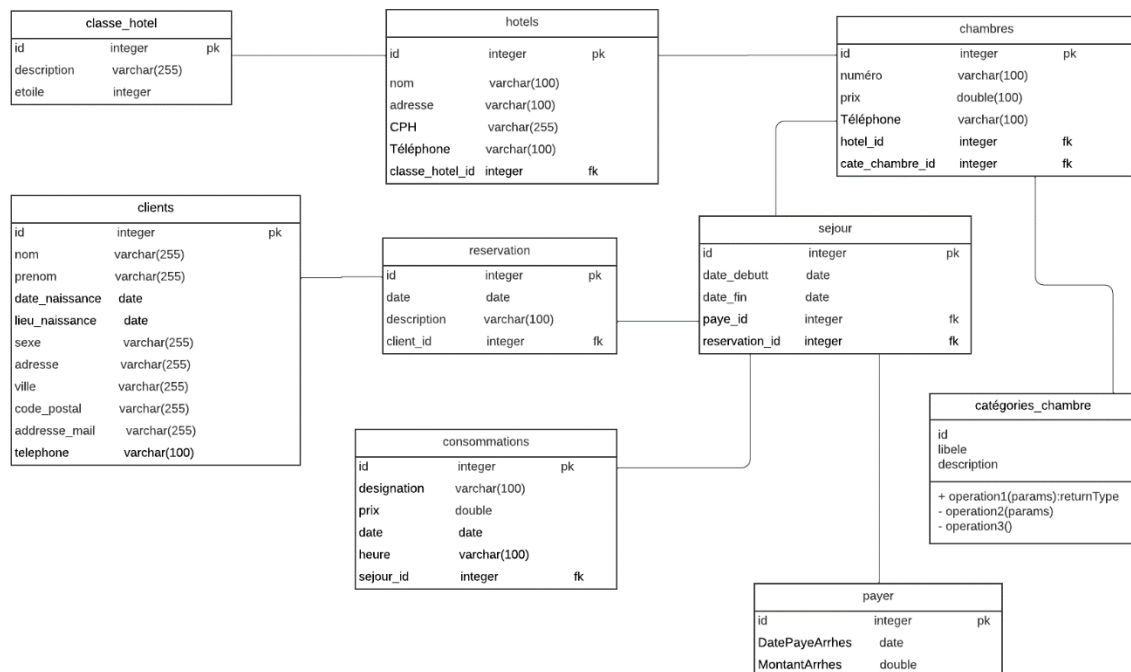 classe_hotel
id integer pk
description varchar(255)
etoile integer
hotels
id integer pk
nom varchar(100)
adresse varchar(100)
CPH varchar(255)
Téléphone varchar(100)
classe_hotel_id integer fk
chambres
id integer pk
numéro varchar(100)
prix double(100)
Téléphone varchar(100)
hotel_id integer fk
cate_chambre_id integer fk
clients
id integer pk
nom varchar(255)
prenom varchar(255)
date_naissance date
lieu_naissance date
sexe varchar(255)
adresse varchar(255)
ville varchar(255)
code_postal varchar(255)
addresse_mail varchar(255)
telephone varchar(100)
reservation
id integer pk
date date
description varchar(100)
client_id integer fk
sejour
id integer pk
date_debutt date
date_fin date
paye_id integer fk
reservation_id integer fk
consommations
id integer pk
designation varchar(100)
prix double
date date
heure varchar(100)
sejour_id integer fk
catégories_chambre
id
libele
description
+ operation1(params):returnType
- operation2(params)
- operation3()
payer
id integer pk
DatePayeArrhes date
MontantArrhes double